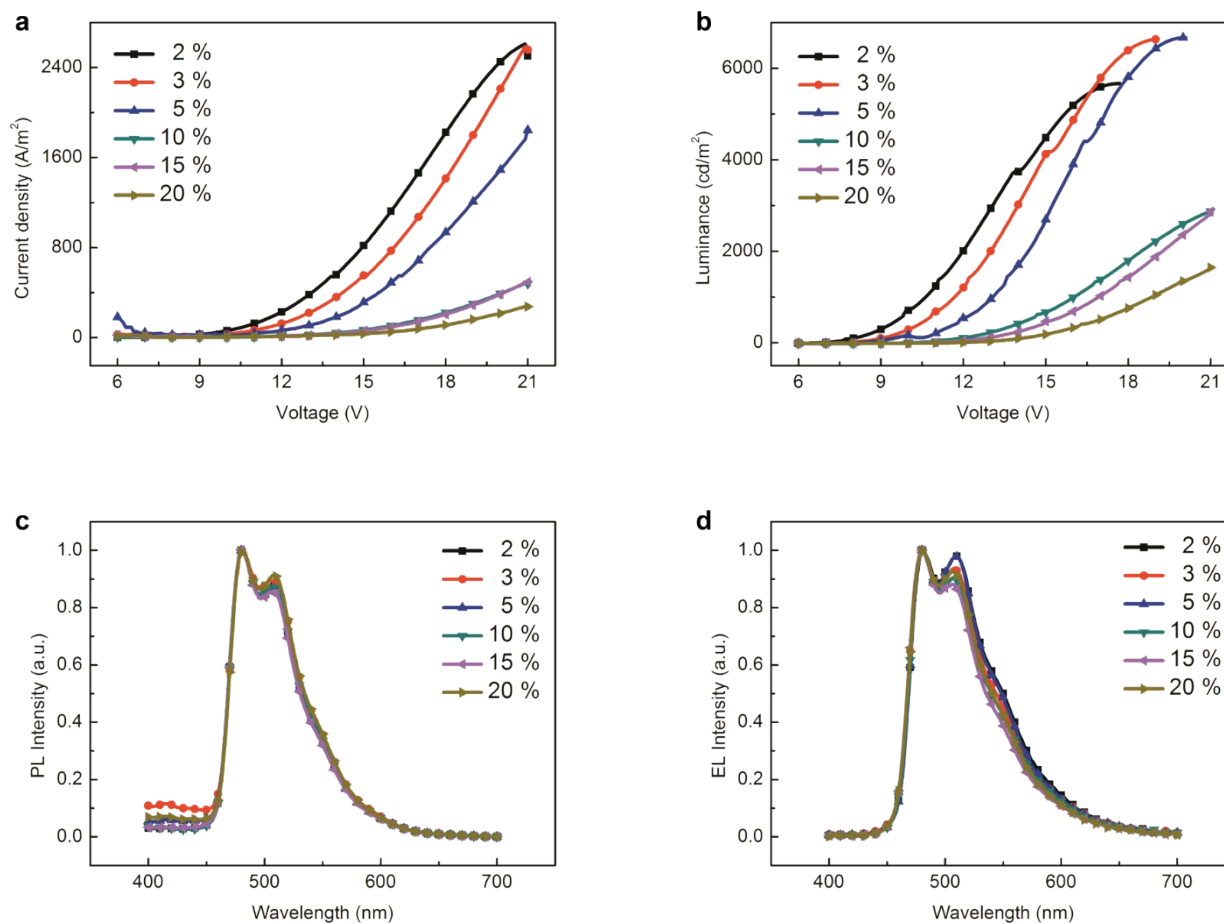 a
Current density (A/m²)
2400
1600
800
0
2 %
3 %
5 %
10 %
15 %
20 %
6 9 12 15 18 21
Voltage (V)
b
Luminance (cd/m²)
6000
4000
2000
0
2 %
3 %
5 %
10 %
15 %
20 %
6 9 12 15 18 21
Voltage (V)
c
PL Intensity (a.u.)
1.0
0.8
0.6
0.4
0.2
0.0
2 %
3 %
5 %
10 %
15 %
20 %
400 500 600 700
Wavelength (nm)
d
EL Intensity (a.u.)
1.0
0.8
0.6
0.4
0.2
0.0
2 %
3 %
5 %
10 %
15 %
20 %
400 500 600 700
Wavelength (nm)